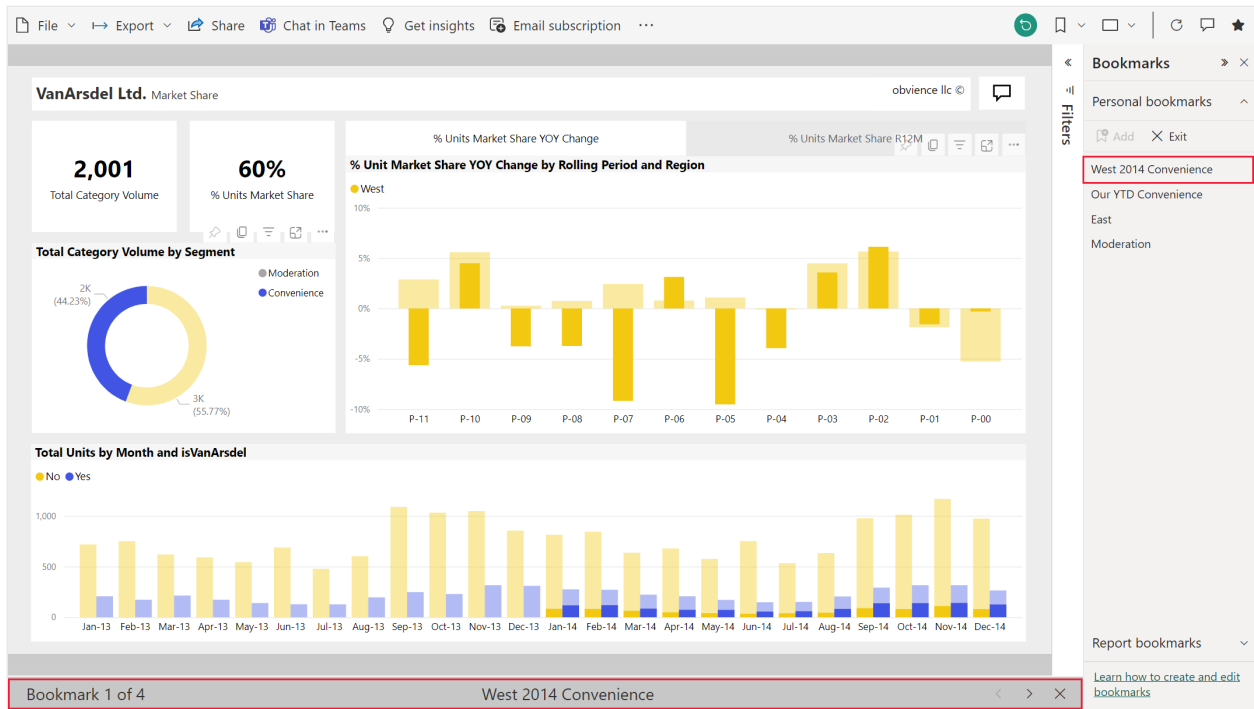 File Export Share Chat in Teams Get insights Email subscription
VanArsdel Ltd. Market Share
obvience llc ©
2,001
Total Category Volume
60%
% Units Market Share
% Units Market Share YOY Change
% Units Market Share R12M
% Unit Market Share YOY Change by Rolling Period and Region
West
10%
5%
0%
-5%
-10%
P-11 P-10 P-09 P-08 P-07 P-06 P-05 P-04 P-03 P-02 P-01 P-00
Total Category Volume by Segment
Moderation
Convenience
2K
(44.23%)
3K
(55.77%)
Total Units by Month and isVanArsdel
No Yes
1,000
500
0
Jan-13 Feb-13 Mar-13 Apr-13 May-13 Jun-13 Jul-13 Aug-13 Sep-13 Oct-13 Nov-13 Dec-13 Jan-14 Feb-14 Mar-14 Apr-14 May-14 Jun-14 Jul-14 Aug-14 Sep-14 Oct-14 Nov-14 Dec-14
Filters
Bookmarks
Personal bookmarks
Add Exit
West 2014 Convenience
Our YTD Convenience
East
Moderation
Report bookmarks
Learn how to create and edit
bookmarks
Bookmark 1 of 4 West 2014 Convenience